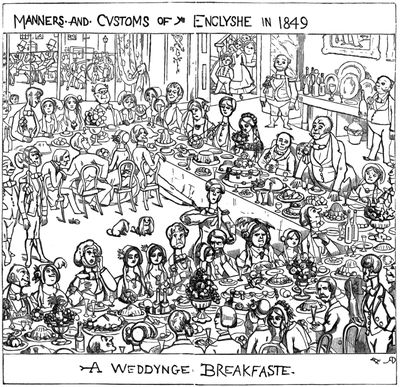 MANNERS·AND·CVSTOMS OF Yᵉ ENGLYSHE IN 1849
A WEDDYNGE·BREAKFASTE·